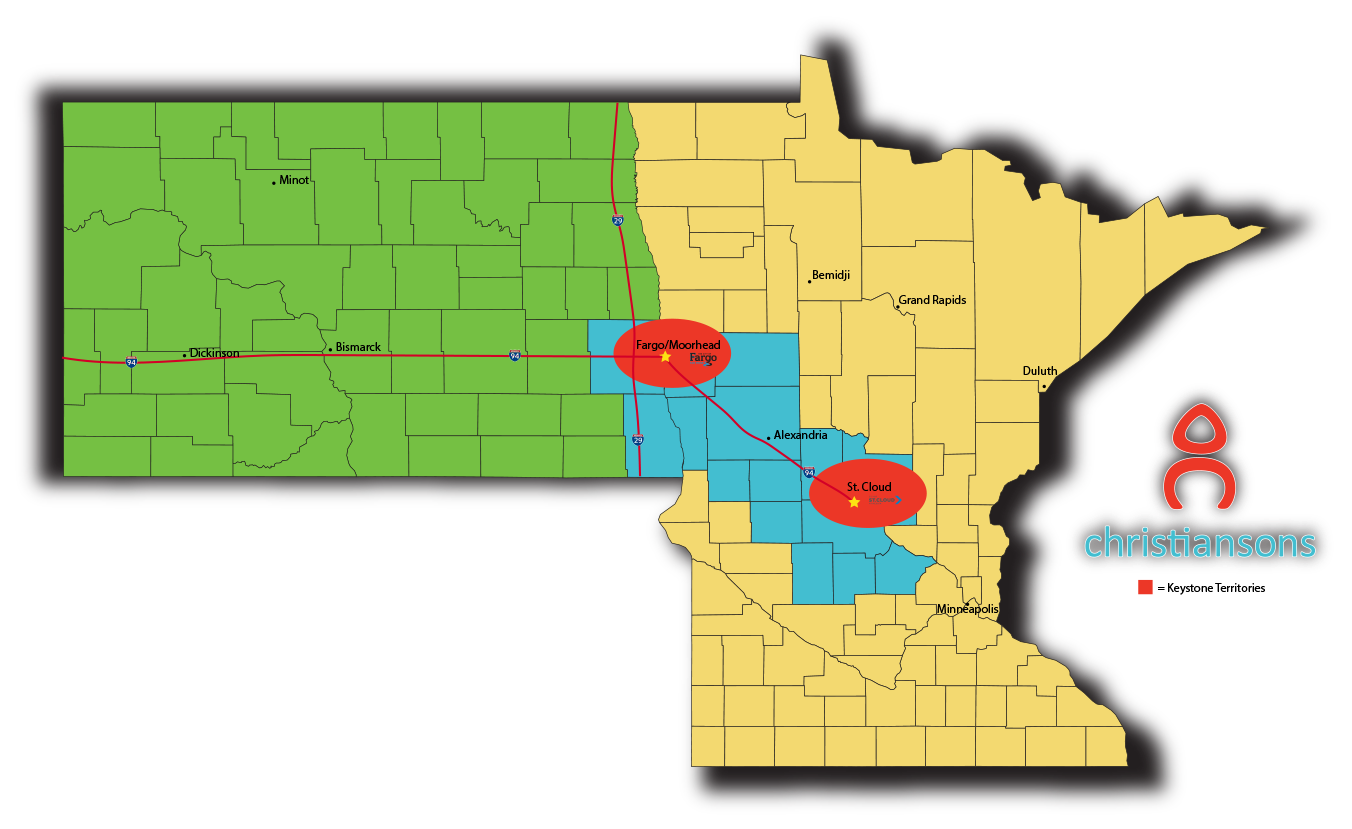 Minot
29
Bemidji
Grand Rapids
Fargo/Moorhead
Bismarck
Dickinson
94
94
Fargo
Duluth
Alexandria
29
94
St. Cloud
christiansons
= Keystone Territories
Minneapolis